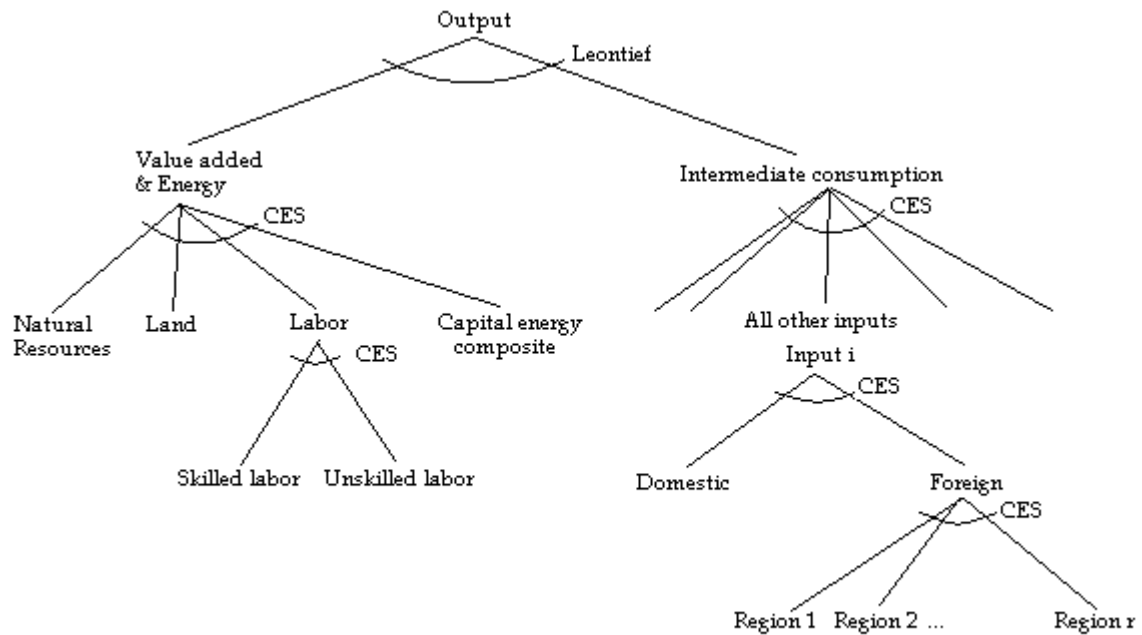 Output
Leontief
Value added
& Energy
Intermediate consumption
CES
CES
Natural
Resources
Land
Labor
Capital energy
composite
All other inputs
CES
Input i
CES
Skilled labor
Unskilled labor
Domestic
Foreign
CES
Region 1
Region 2 ...
Region r